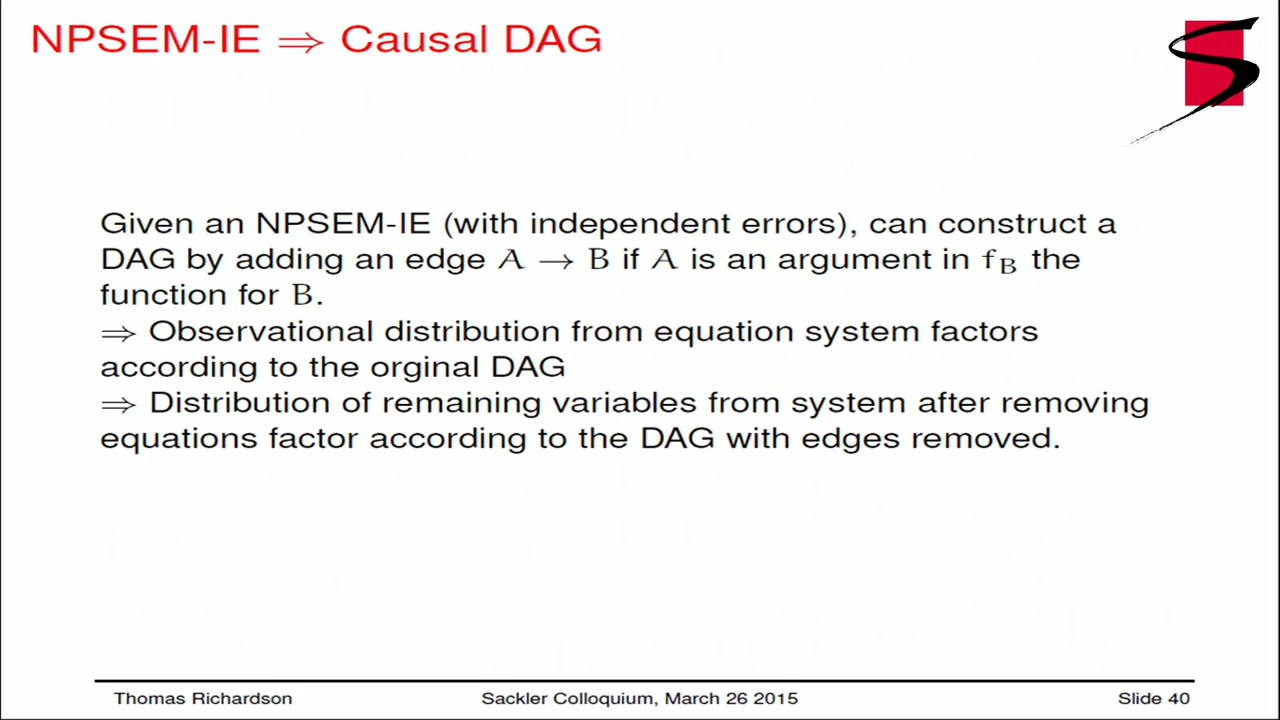 NPSEM-IE ⇒ Causal DAG
Given an NPSEM-IE (with independent errors), can construct a
DAG by adding an edge A → B if A is an argument in f_B the
function for B.
⇒ Observational distribution from equation system factors
according to the orginal DAG
⇒ Distribution of remaining variables from system after removing
equations factor according to the DAG with edges removed.
Thomas Richardson Sackler Colloquium, March 26 2015 Slide 40